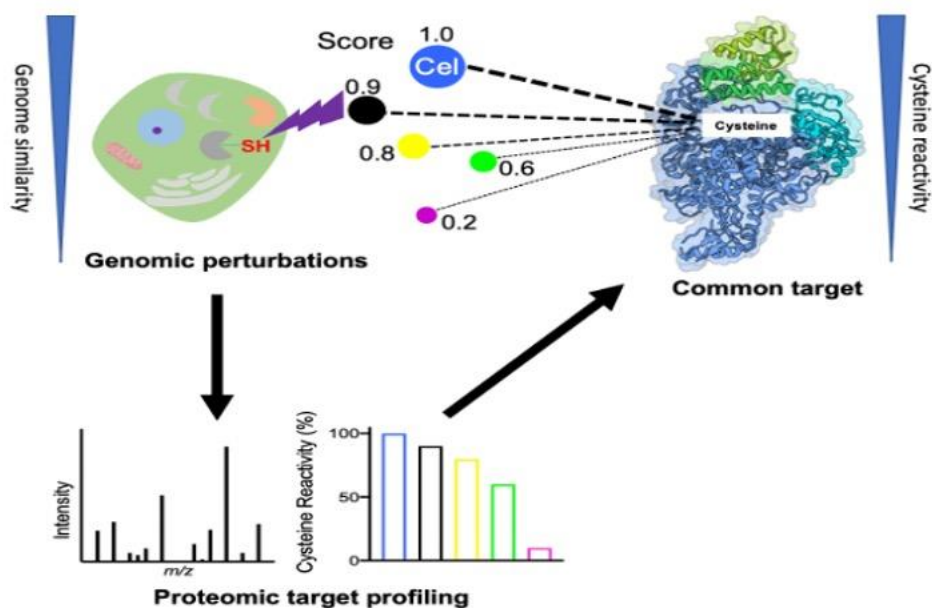 Genome similarity
Score
1.0
Cel
0.9
0.8
0.6
0.2
SH
Cysteine
Cysteine reactivity
Genomic perturbations
Common target
Intensity
m/z
Cysteine Reactivity (%)
100
50
0
Proteomic target profiling